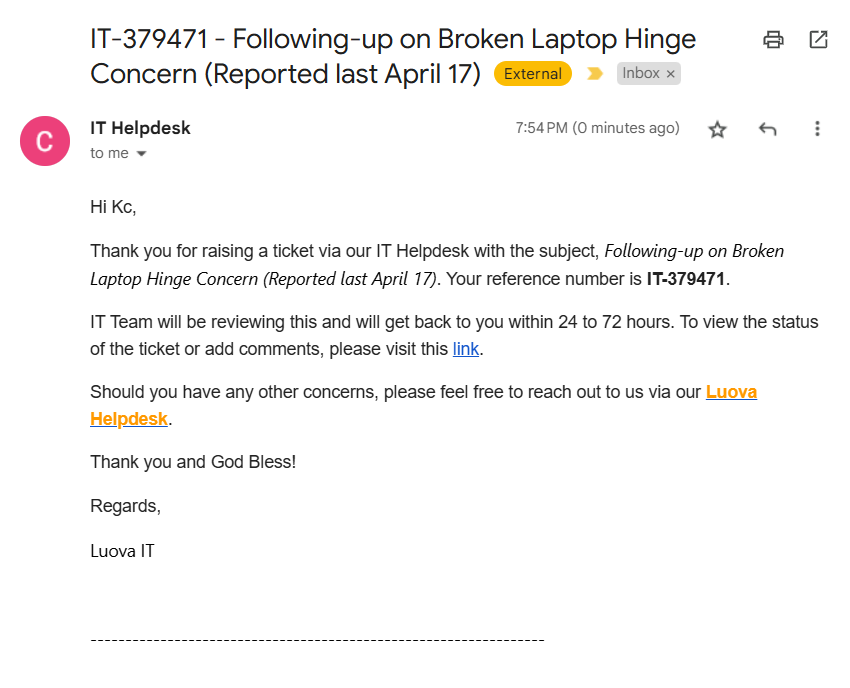 IT-379471 - Following-up on Broken Laptop Hinge
Concern (Reported last April 17) External Inbox ×
C
IT Helpdesk 7:54 PM (0 minutes ago)
to me
Hi Kc,
Thank you for raising a ticket via our IT Helpdesk with the subject, Following-up on Broken
Laptop Hinge Concern (Reported last April 17). Your reference number is IT-379471.
IT Team will be reviewing this and will get back to you within 24 to 72 hours. To view the status
of the ticket or add comments, please visit this link.
Should you have any other concerns, please feel free to reach out to us via our Luova
Helpdesk.
Thank you and God Bless!
Regards,
Luova IT
-----------------------------------------------------------------